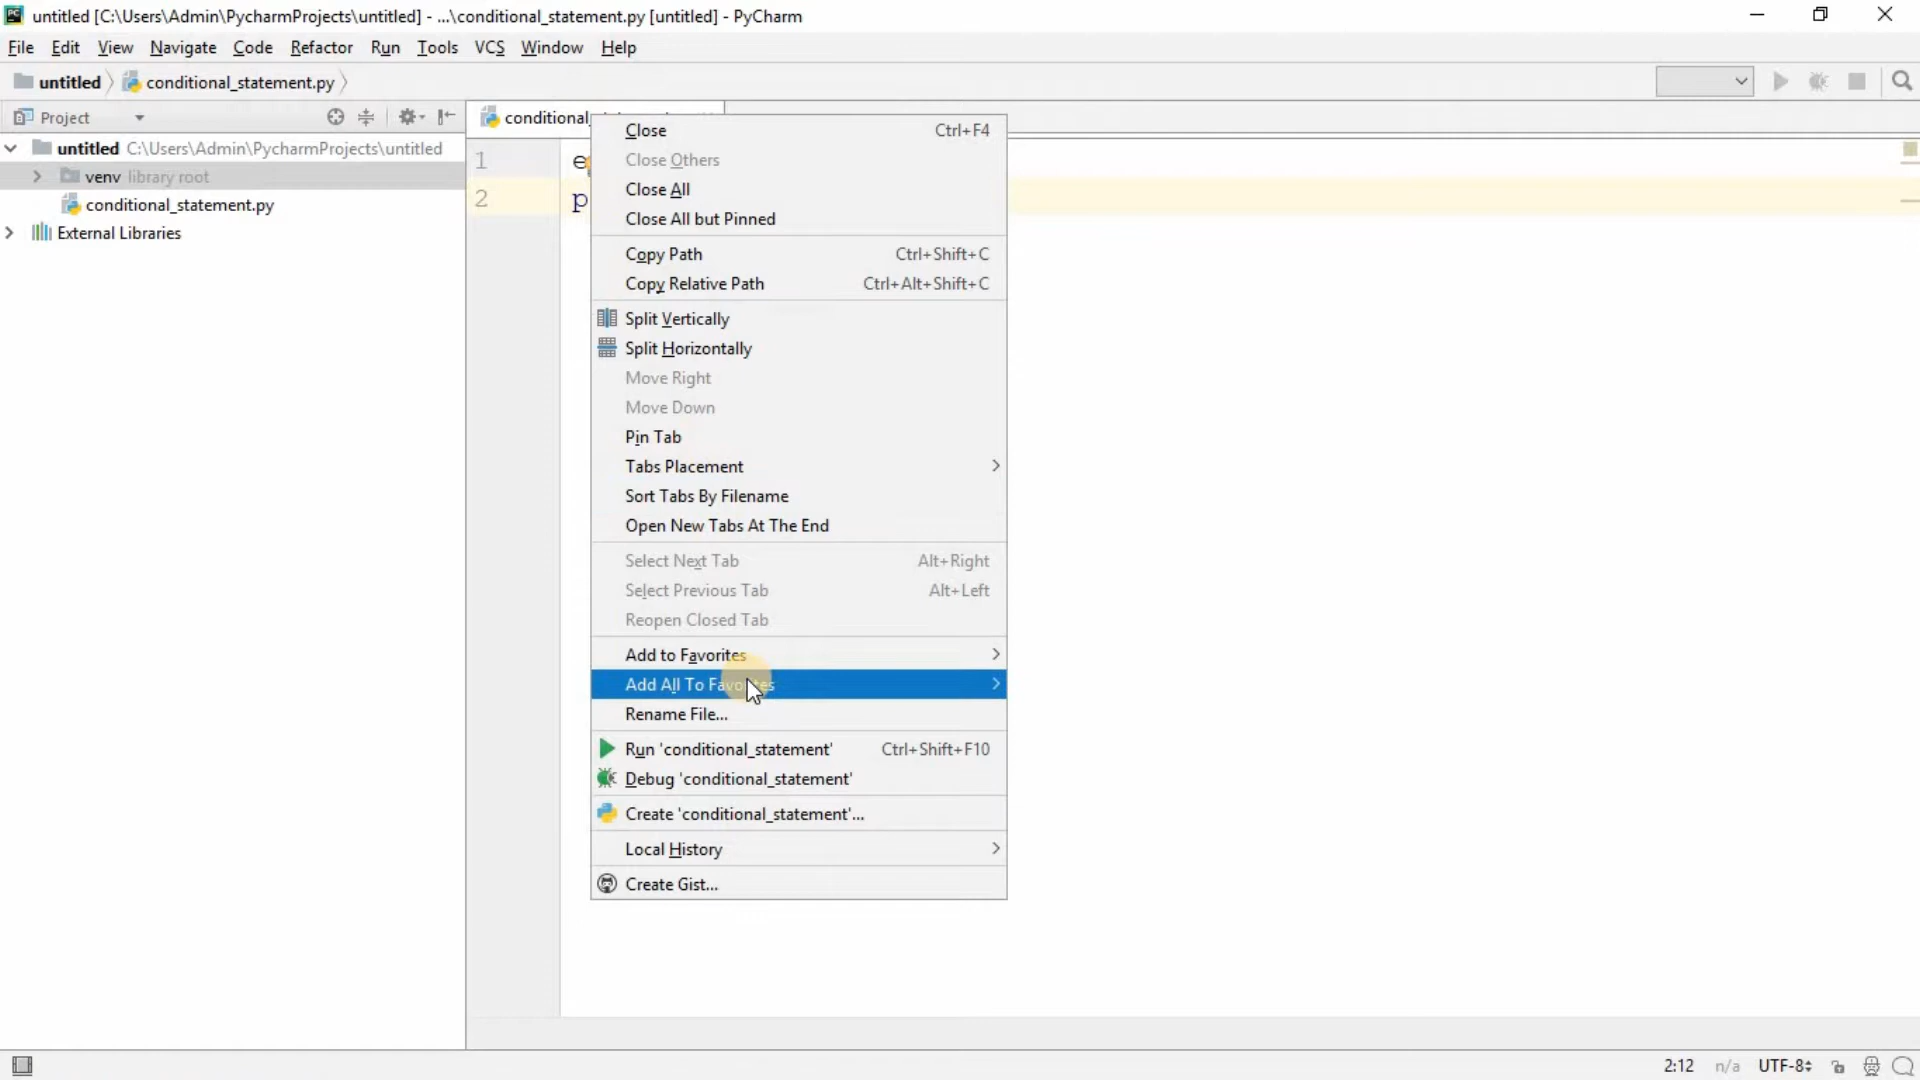 untitled [C:\Users\Admin\PycharmProjects\untitled] - ...\conditional_statement.py [untitled] - PyCharm
File Edit View Navigate Code Refactor Run Tools VCS Window Help
untitled conditional_statement.py
Project
conditional_
untitled C:\Users\Admin\PycharmProjects\untitled
venv library root
conditional_statement.py
External Libraries
1 e
2 p
Close Ctrl+F4
Close Others
Close All
Close All but Pinned
Copy Path Ctrl+Shift+C
Copy Relative Path Ctrl+Alt+Shift+C
Split Vertically
Split Horizontally
Move Right
Move Down
Pin Tab
Tabs Placement
Sort Tabs By Filename
Open New Tabs At The End
Select Next Tab Alt+Right
Select Previous Tab Alt+Left
Reopen Closed Tab
Add to Favorites
Add All To Favorites
Rename File...
Run 'conditional_statement' Ctrl+Shift+F10
Debug 'conditional_statement'
Create 'conditional_statement'...
Local History
Create Gist...
2:12 n/a UTF-8